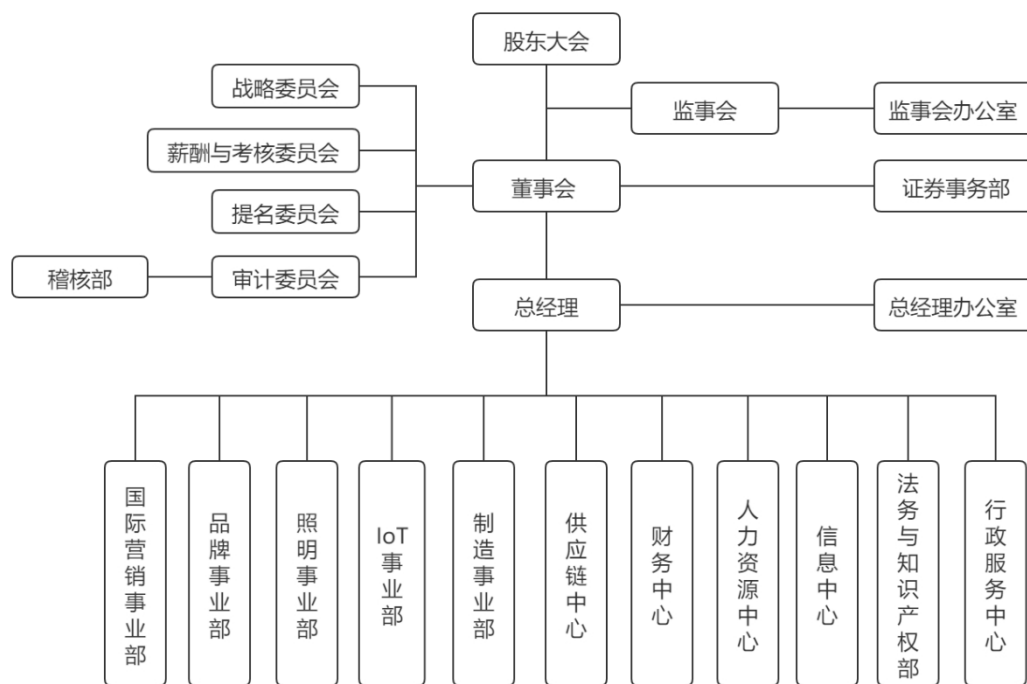 股东大会
战略委员会
监事会
监事会办公室
薪酬与考核委员会
董事会
证券事务部
提名委员会
稽核部
审计委员会
总经理
总经理办公室
国际营销事业部
品牌事业部
照明事业部
IoT事业部
制造事业部
供应链中心
财务中心
人力资源中心
信息中心
法务与知识产权部
行政服务中心